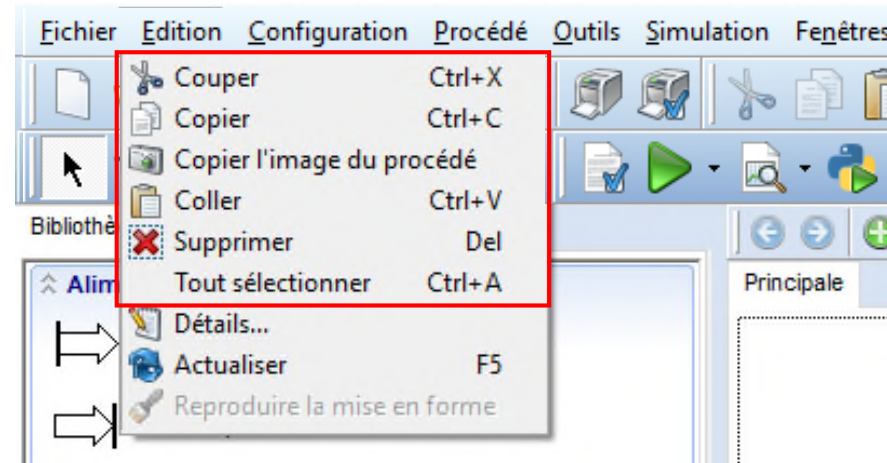 Fichier Edition Configuration Procédé Outils Simulation Fenêtres
Couper Ctrl+X
Copier Ctrl+C
Copier l'image du procédé
Coller Ctrl+V
Bibliothè
Supprimer Del
Alim
Tout sélectionner Ctrl+A
Principale
Détails...
Actualiser F5
Reproduire la mise en forme